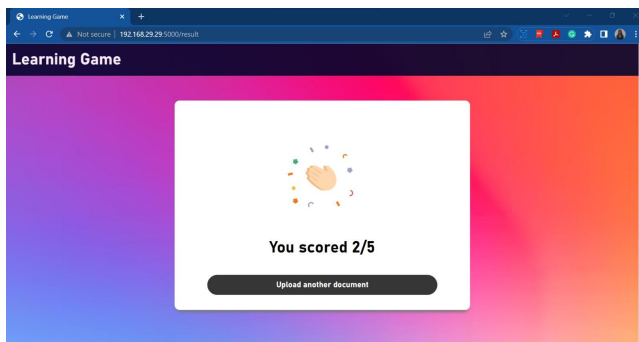 Learning Game
Not secure | 192.168.29.29:5000/result
Learning Game
You scored 2/5
Upload another document